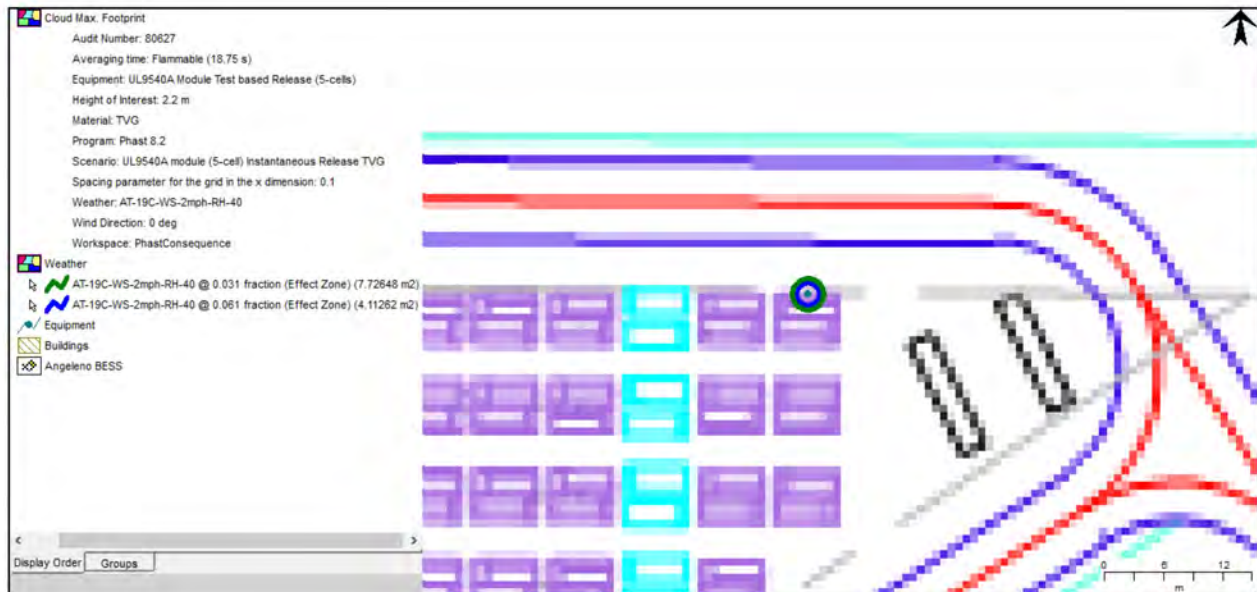 Cloud Max. Footprint
Audit Number: 80627
Averaging time: Flammable (18.75 s)
Equipment: UL9540A Module Test based Release (5-cells)
Height of Interest: 2.2 m
Material: TVG
Program: Phast 8.2
Scenario: UL9540A module (5-cell) Instantaneous Release TVG
Spacing parameter for the grid in the x dimension: 0.1
Weather: AT-19C-WS-2mph-RH-40
Wind Direction: 0 deg
Workspace: PhastConsequence
Weather
AT-19C-WS-2mph-RH-40 @ 0.031 fraction (Effect Zone) (7.72648 m2)
AT-19C-WS-2mph-RH-40 @ 0.061 fraction (Effect Zone) (4.11262 m2)
Equipment
Buildings
Angeleno BESS
Display Order Groups
0 6 12
m